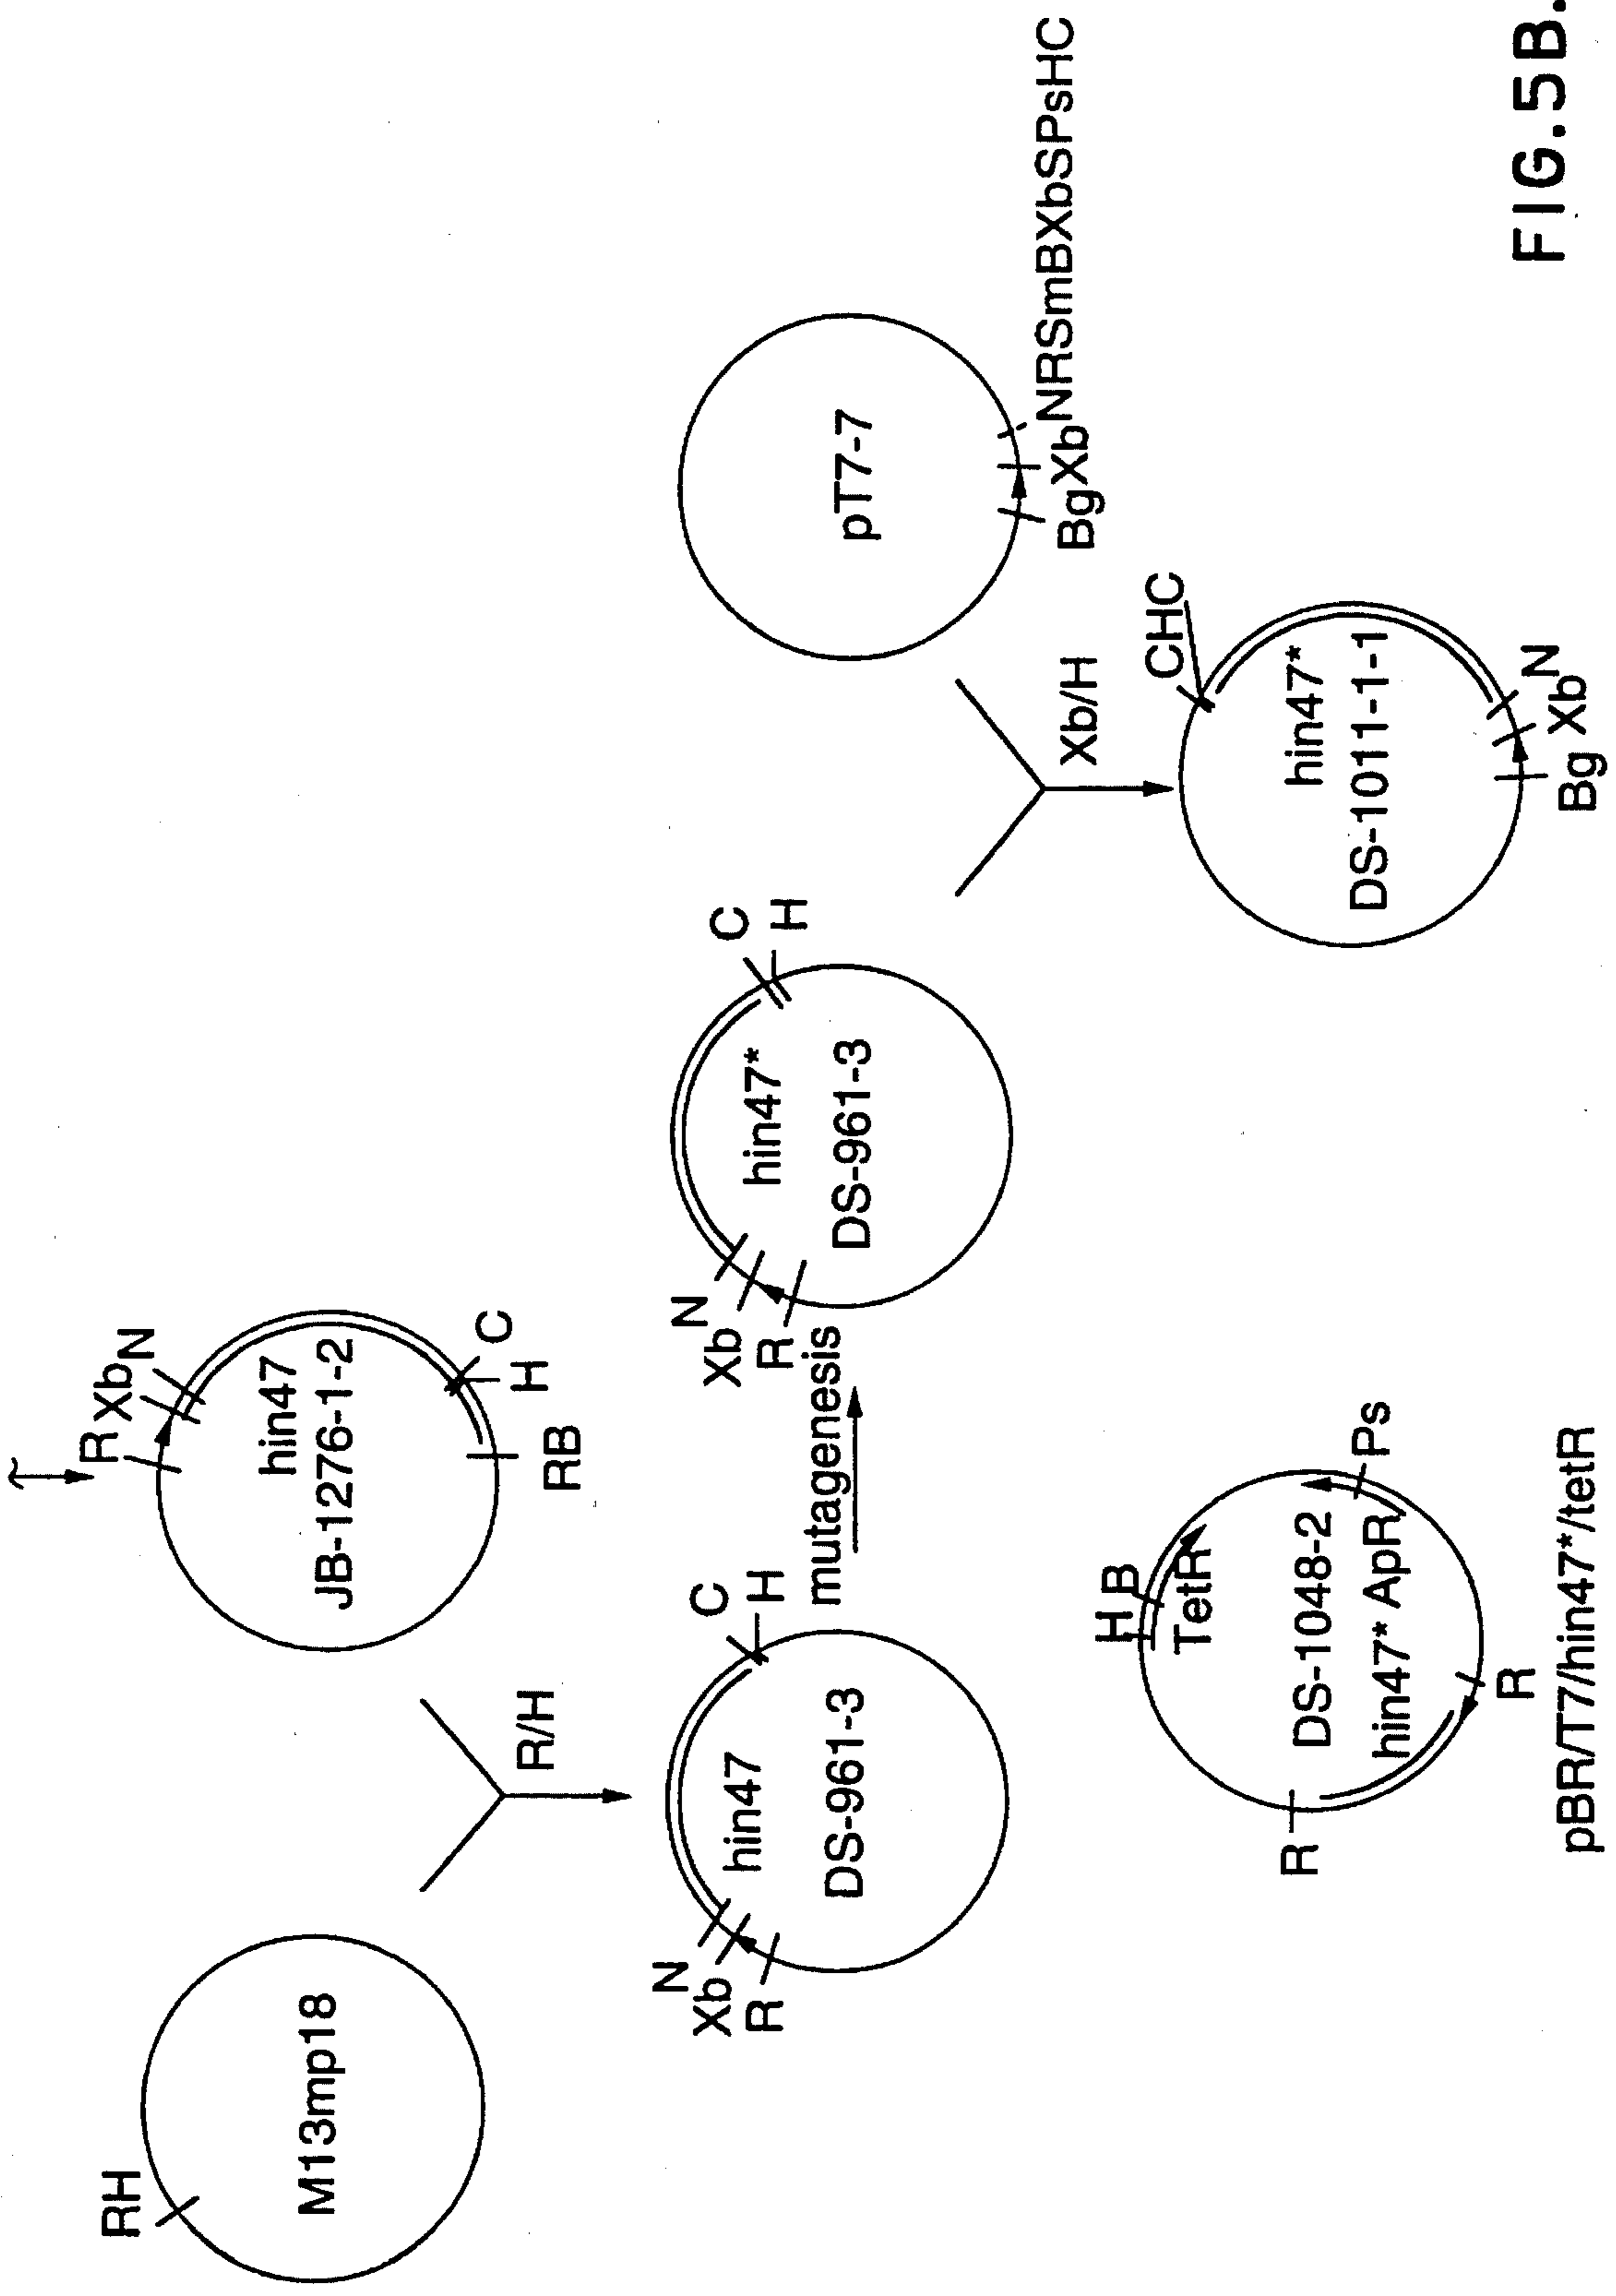 RH
M13mp18
R Xb N
hin47
JB-1276-1-2
C
H
RB
R/H
N
Xb
R
hin47
DS-961-3
C
H
mutagenesis
N
Xb
R
hin47*
DS-961-3
C
H
pT7-7
BgXbNRSmBXbSPsHC
Xb/H
CHC
hin47*
DS-1011-1-1
Bg Xb N
H B
TetR
DS-1048-2
hin47* ApR
Ps
R
R
pBR/T7/hin47*/tetR
FIG.5B.